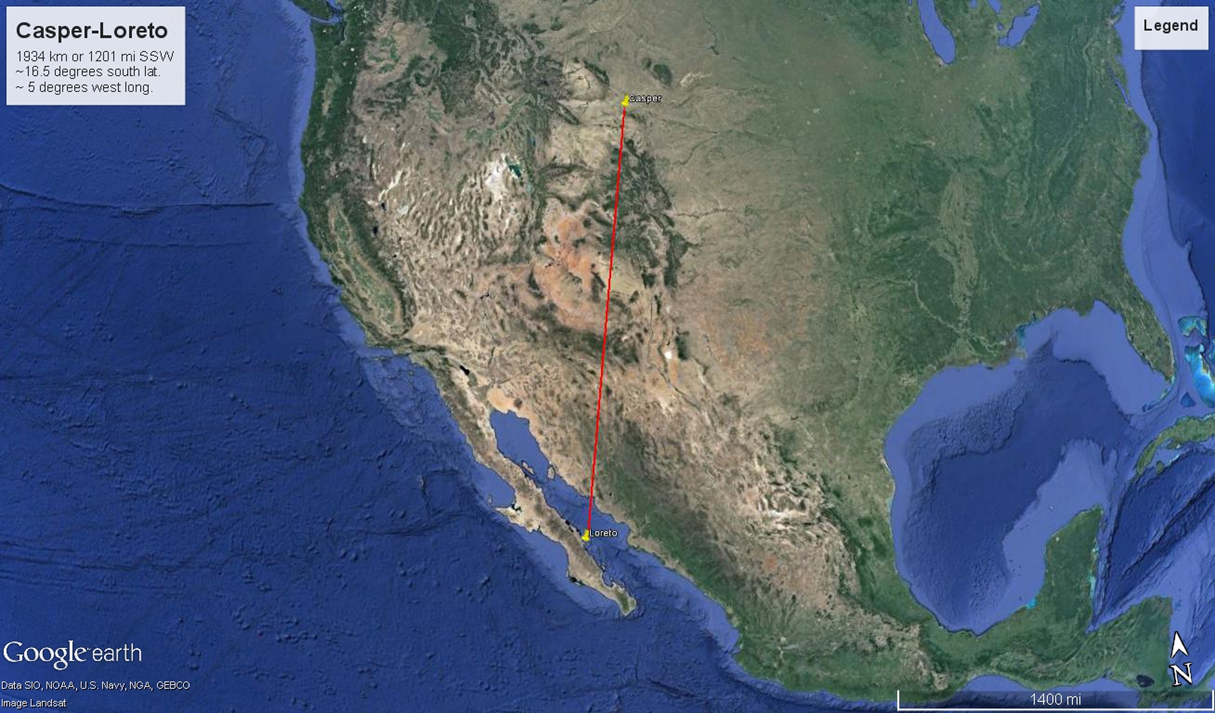 Casper-Loreto
1934 km or 1201 mi SSW
~16.5 degrees south lat.
~ 5 degrees west long.
Legend
casper
Loreto
Google earth
Data SIO, NOAA, U.S. Navy, NGA, GEBCO
Image Landsat
N
1400 mi